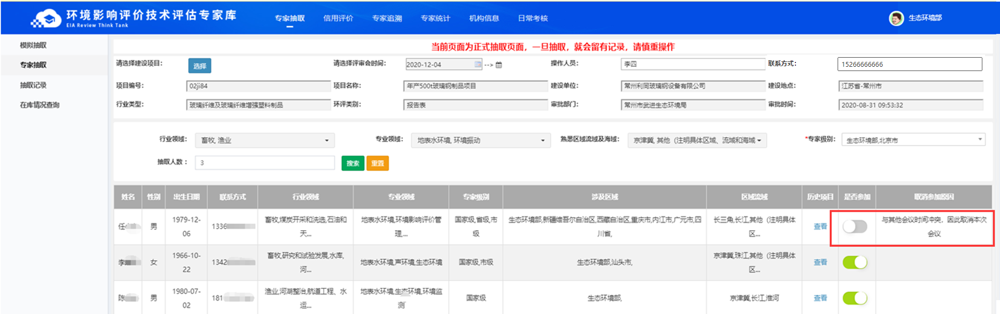 环境影响评价技术评估专家库
EIA Review Think Tank
专家抽取 信用评价 专家追溯 专家统计 机构信息 日常考核
生态环境部
模拟抽取
专家抽取
抽取记录
在库情况查询
当前页面为正式抽取页面，一旦抽取，就会留有记录，请慎重操作
请选择建设项目： 选择 请选择评审会时间： 2020-12-04 --> 操作人员： 李四 联系方式： 15266666666
项目编号： 02ji84 项目名称： 年产500t玻璃钢制品项目 建设单位： 常州利同玻璃钢设备有限公司 建设地点： 江苏省-常州市
行业类型： 玻璃纤维及玻璃纤维增强塑料制品 环评类别： 报告表 审批部门： 常州市武进生态环境局 审批时间： 2020-08-31 09:53:32
行业领域： 畜牧, 渔业 专业领域： 地表水环境, 环境振动 熟悉区域流域及海域： 京津冀, 其他（注明具体区域、流域和海域 *专家级别： 生态环境部,北京市
抽取人数： 3 搜索 重置
姓名 性别 出生日期 联系方式 行业领域 专业领域 专家级别 涉及区域 区域流域 历史项目 是否参加 取消参加原因
任 男 1979-12-06 1336 畜牧,煤炭开采和洗选,石油和天... 地表水环境,环境影响评价管理,... 国家级,省级,市级 生态环境部,新疆维吾尔自治区,西藏自治区,重庆市,内江市,广元市,四川省, 长三角,长江,其他（注明具体区... 查看 与其他会议时间冲突，因此取消本次会议
李 女 1966-10-22 1342 畜牧,研究和试验发展,水库,河... 地表水环境,声环境,生态环境 国家级,市级 生态环境部,汕头市, 京津冀,珠江,其他（注明具体区... 查看
陈 男 1980-07-02 181 渔业,河湖整治,航道工程、水运... 地表水环境,生态环境,环境监测 国家级 生态环境部, 京津冀,长江,淮河 查看